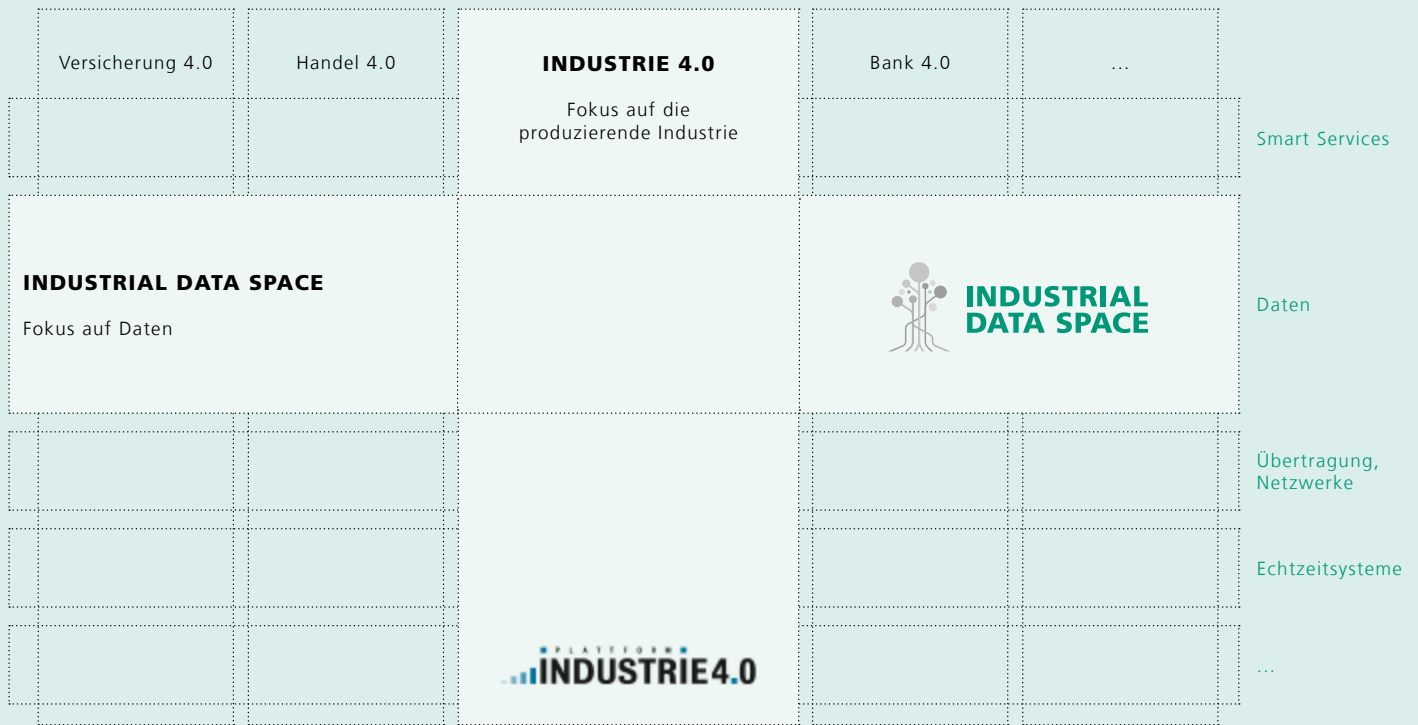 Versicherung 4.0
Handel 4.0
INDUSTRIE 4.0
Bank 4.0
...
Fokus auf die
produzierende Industrie
Smart Services
INDUSTRIAL DATA SPACE
Fokus auf Daten
INDUSTRIAL
DATA SPACE
Daten
Übertragung,
Netzwerke
Echtzeitsysteme
PLATTFORM
INDUSTRIE4.0
...